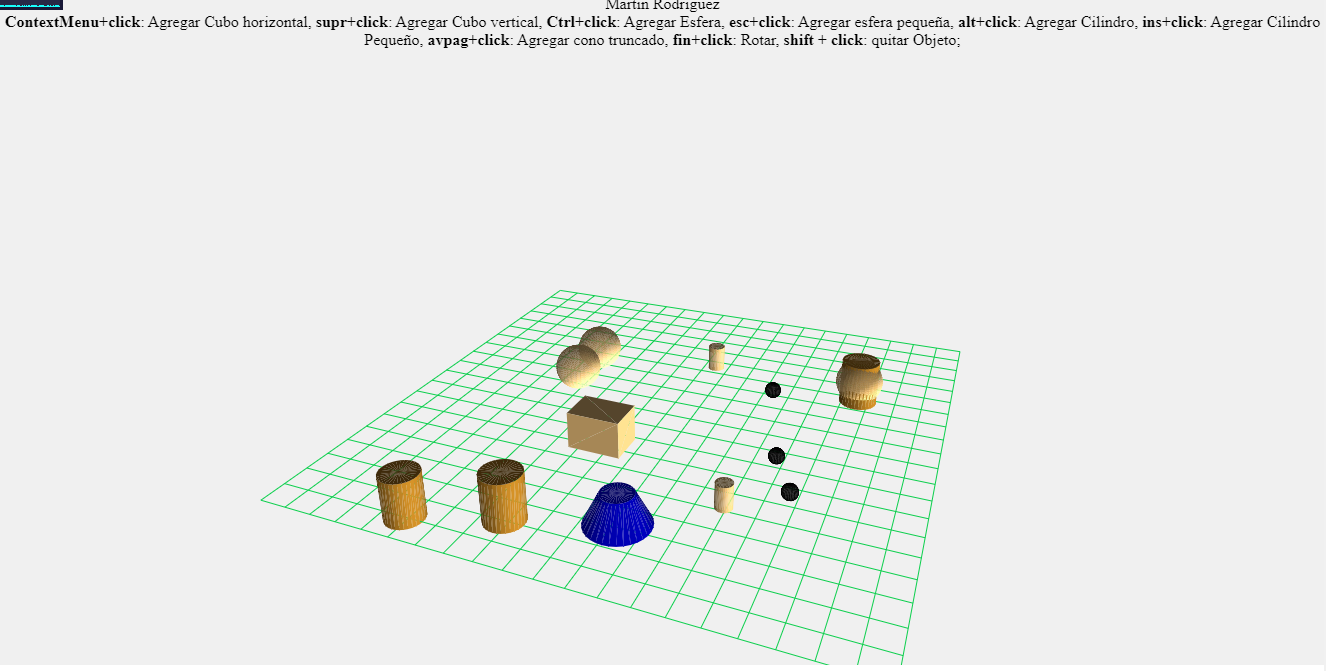 Martin Rodriguez
ContextMenu+click: Agregar Cubo horizontal, supr+click: Agregar Cubo vertical, Ctrl+click: Agregar Esfera, esc+click: Agregar esfera pequeña, alt+click: Agregar Cilindro, ins+click: Agregar Cilindro
Pequeño, avpag+click: Agregar cono truncado, fin+click: Rotar, shift + click: quitar Objeto;